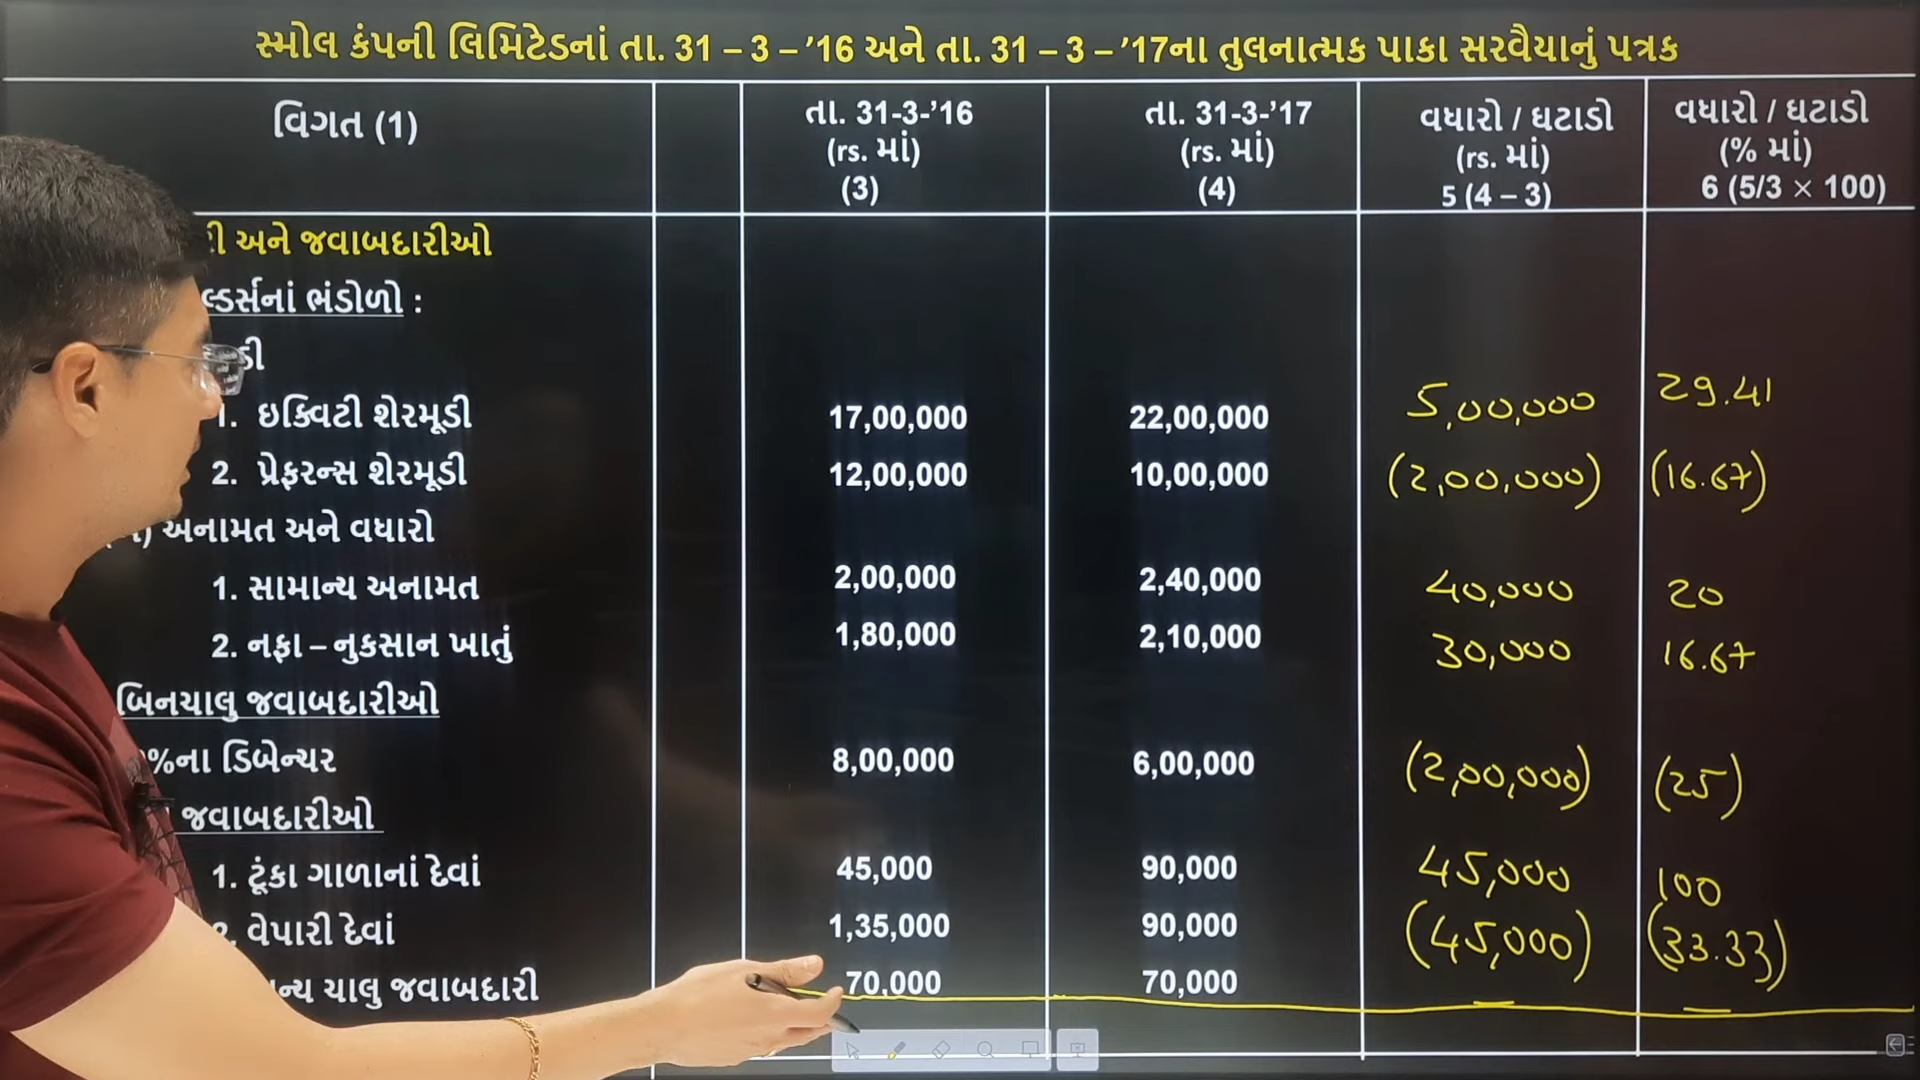 સ્મોલ કંપની લિમિટેડનાં તા. 31 – 3 – ’16 અને તા. 31 – 3 – ’17ના તુલનાત્મક પાકા સરવૈયાનું પત્રક
વિગત (1) તા. 31-3-’16 (rs. માં) (3) તા. 31-3-’17 (rs. માં) (4) વધારો / ઘટાડો (rs. માં) 5 (4 – 3) વધારો / ઘટાડો (% માં) 6 (5/3 × 100)
અને જવાબદારીઓ
ભંડોળો :
1. ઇક્વિટી શેરમૂડી 17,00,000 22,00,000 5,00,000 29.41
2. પ્રેફરન્સ શેરમૂડી 12,00,000 10,00,000 (2,00,000) (16.67)
અનામત અને વધારો
1. સામાન્ય અનામત 2,00,000 2,40,000 40,000 20
2. નફા – નુકસાન ખાતું 1,80,000 2,10,000 30,000 16.67
બિનચાલુ જવાબદારીઓ
%ના ડિબેન્ચર 8,00,000 6,00,000 (2,00,000) (25)
જવાબદારીઓ
1. ટૂંકા ગાળાનાં દેવાં 45,000 90,000 45,000 100
2. વેપારી દેવાં 1,35,000 90,000 (45,000) (33.33)
ચાલુ જવાબદારી 70,000 70,000 — —